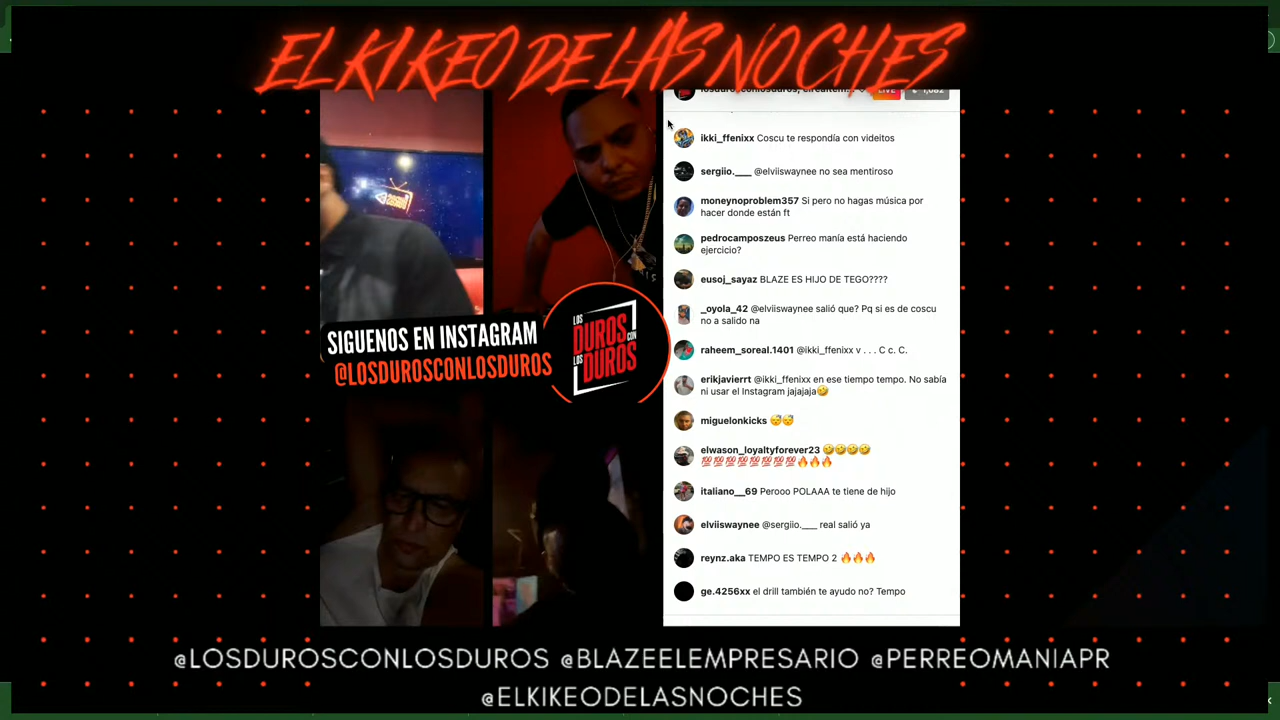 EL KIKEO DE LAS NOCHES
LIVE
1,082
ikki_ffenixx Coscu te respondía con videitos
sergiio.____ @elviiswaynee no sea mentiroso
moneynoproblem357 Si pero no hagas música por
hacer donde están ft
pedrocamposzeus Perreo manía está haciendo
ejercicio?
eusoj_sayaz BLAZE ES HIJO DE TEGO????
_oyola_42 @elviiswaynee salió que? Pq si es de coscu
no a salido na
raheem_soreal.1401 @ikki_ffenixx v . . . C c. C.
erikjavierrt @ikki_ffenixx en ese tiempo tempo. No sabía
ni usar el Instagram jajajaja🤣
miguelonkicks 😴😴
elwason_loyaltyforever23 🤣🤣🤣🤣
💯💯💯💯💯💯💯💯🔥🔥🔥
italiano__69 Perooo POLAAA te tiene de hijo
elviiswaynee @sergiio.____ real salió ya
reynz.aka TEMPO ES TEMPO 2 🔥🔥🔥
ge.4256xx el drill también te ayudo no? Tempo
SIGUENOS EN INSTAGRAM
@LOSDUROSCONLOSDUROS
LOS
DUROS CON
LOS
DUROS
@LOSDUROSCONLOSDUROS @BLAZEELEMPRESARIO @PERREOMANIAPR
@ELKIKEODELASNOCHES